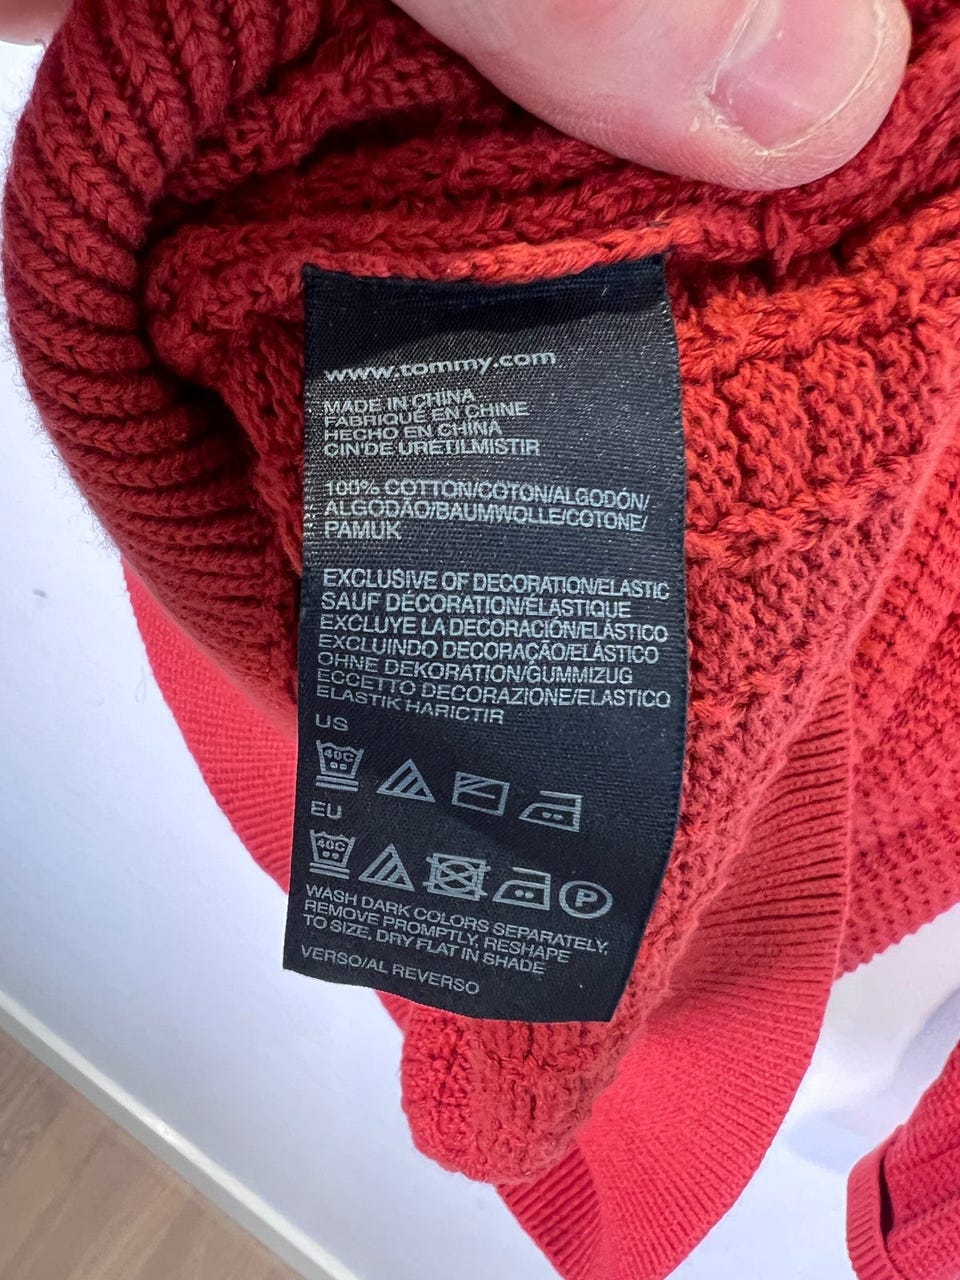 www.tommy.com
MADE IN CHINA
FABRIQUÉ EN CHINE
HECHO EN CHINA
CIN'DE URETILMISTIR
100% COTTON/COTON/ALGODÓN/
ALGODÃO/BAUMWOLLE/COTONE/
PAMUK
EXCLUSIVE OF DECORATION/ELASTIC
SAUF DÉCORATION/ÉLASTIQUE
EXCLUYE LA DECORACIÓN/ELÁSTICO
EXCLUINDO DECORAÇÃO/ELÁSTICO
OHNE DEKORATION/GUMMIZUG
ECCETTO DECORAZIONE/ELASTICO
ELASTIK HARICTIR
US
40C
EU
40C
P
WASH DARK COLORS SEPARATELY,
REMOVE PROMPTLY, RESHAPE
TO SIZE, DRY FLAT IN SHADE
VERSO/AL REVERSO